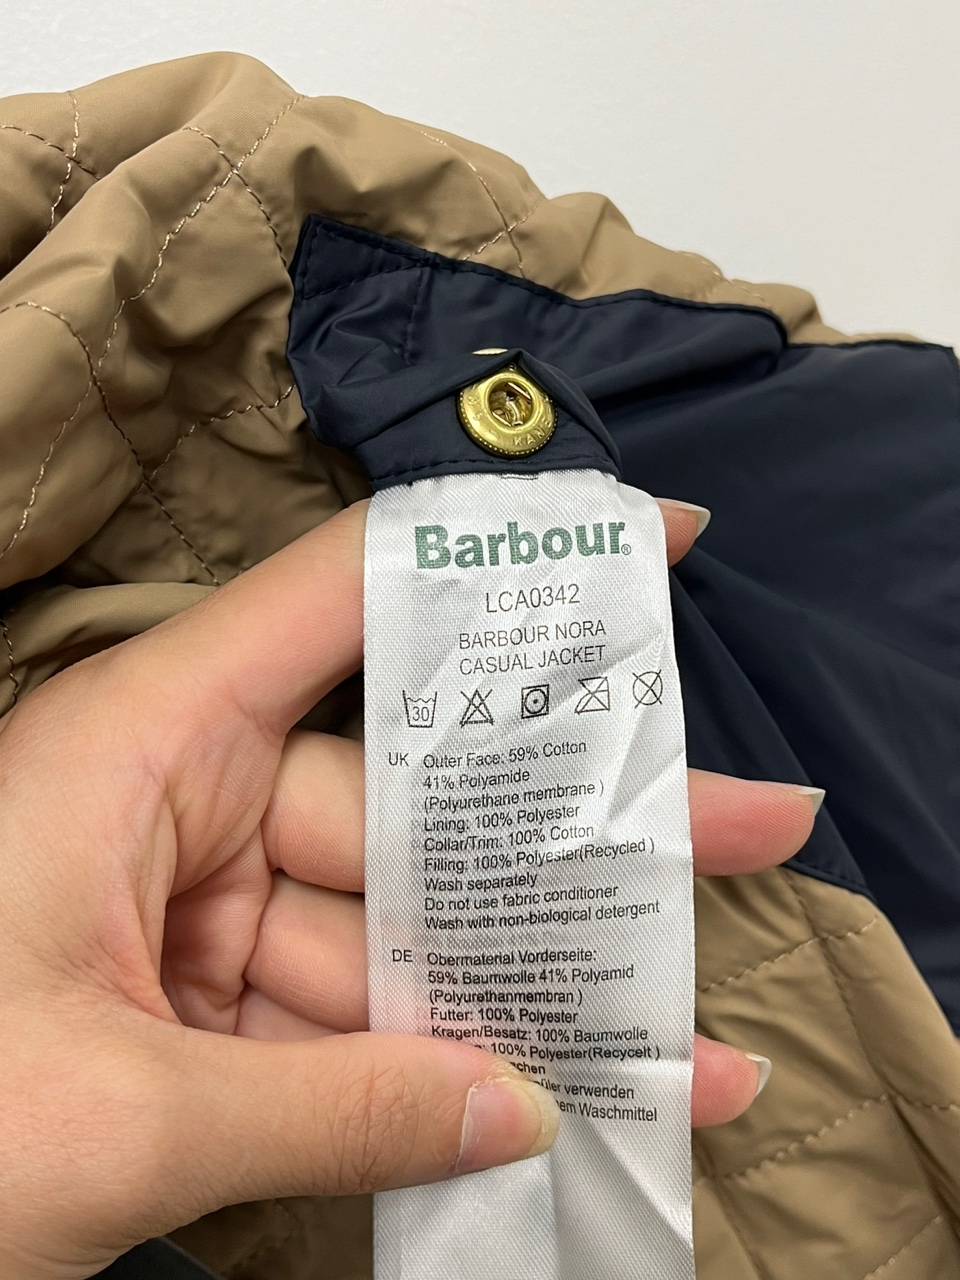 KANE
Barbour®
LCA0342
BARBOUR NORA
CASUAL JACKET
30
UK Outer Face: 59% Cotton
41% Polyamide
(Polyurethane membrane )
Lining: 100% Polyester
Collar/Trim: 100% Cotton
Filling: 100% Polyester(Recycled )
Wash separately
Do not use fabric conditioner
Wash with non-biological detergent
DE Obermaterial Vorderseite:
59% Baumwolle 41% Polyamid
(Polyurethanmembran )
Futter: 100% Polyester
Kragen/Besatz: 100% Baumwolle
100% Polyester(Recycelt )
verwenden
Waschmittel